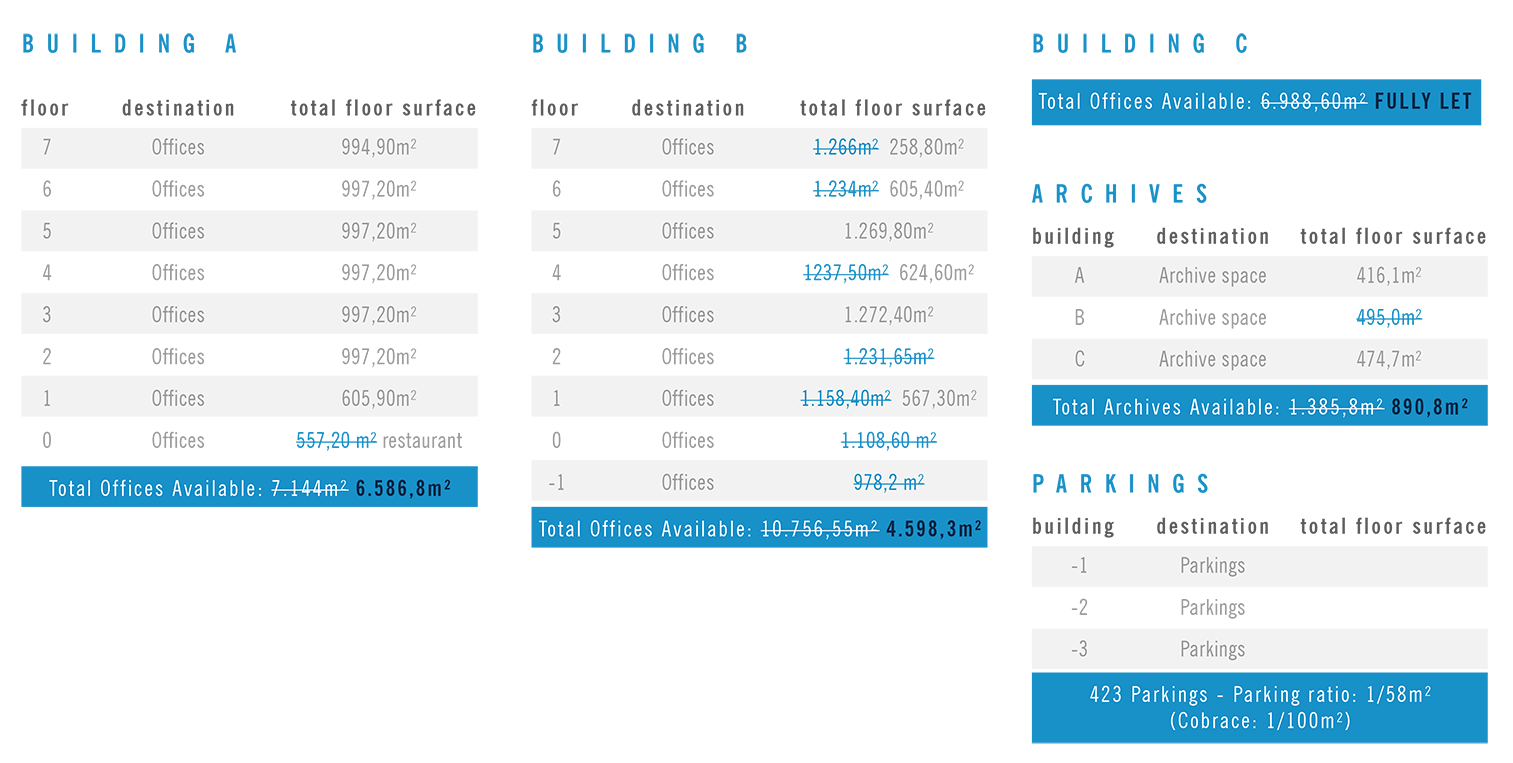 BUILDING A
floor destination total floor surface
7 Offices 994,90m²
6 Offices 997,20m²
5 Offices 997,20m²
4 Offices 997,20m²
3 Offices 997,20m²
2 Offices 997,20m²
1 Offices 605,90m²
0 Offices 557,20 m² restaurant
Total Offices Available: 7.144m² 6.586,8m²
BUILDING B
floor destination total floor surface
7 Offices 1.266m² 258,80m²
6 Offices 1.234m² 605,40m²
5 Offices 1.269,80m²
4 Offices 1237,50m² 624,60m²
3 Offices 1.272,40m²
2 Offices 1.231,65m²
1 Offices 1.158,40m² 567,30m²
0 Offices 1.108,60 m²
-1 Offices 978,2 m²
Total Offices Available: 10.756,55m² 4.598,3m²
BUILDING C
Total Offices Available: 6.988,60m² FULLY LET
ARCHIVES
building destination total floor surface
A Archive space 416,1m²
B Archive space 495,0m²
C Archive space 474,7m²
Total Archives Available: 1.385,8m² 890,8m²
PARKINGS
building destination total floor surface
-1 Parkings
-2 Parkings
-3 Parkings
423 Parkings - Parking ratio: 1/58m²
(Cobrace: 1/100m²)